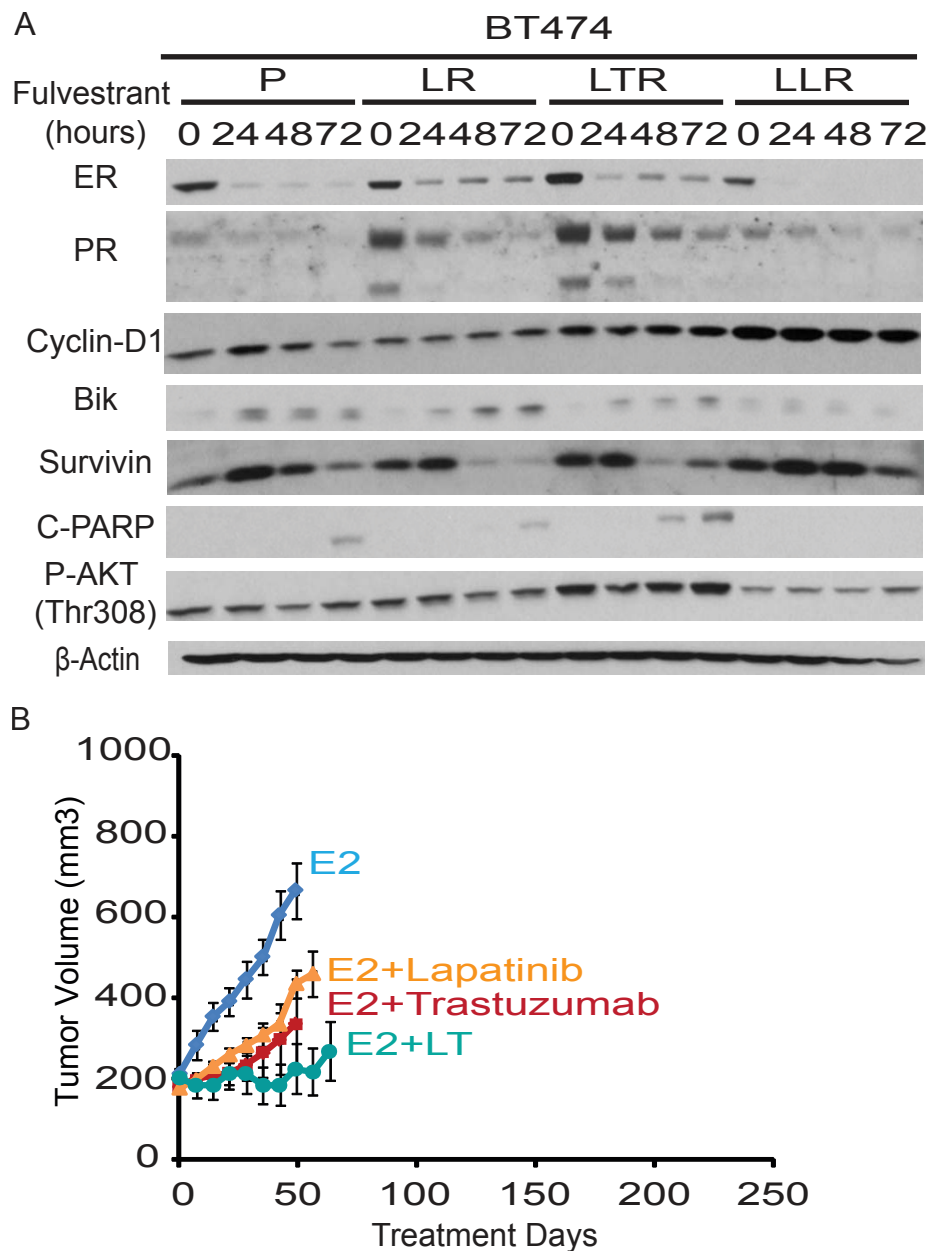 A
BT474
P LR LTR LLR
Fulvestrant
(hours)
0 24 48 72 0 24 48 72 0 24 48 72 0 24 48 72
ER
PR
Cyclin-D1
Bik
Survivin
C-PARP
P-AKT
(Thr308)
β-Actin
B
1000
800
600
400
200
0
Tumor Volume (mm3)
E2
E2+Lapatinib
E2+Trastuzumab
E2+LT
0 50 100 150 200 250
Treatment Days